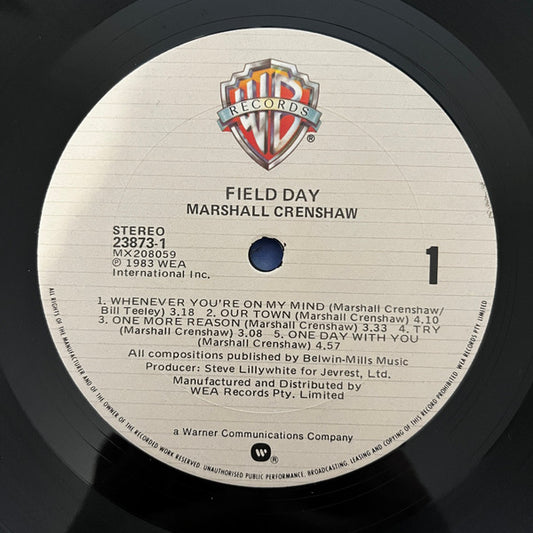 WB
RECORDS
®
FIELD DAY
MARSHALL CRENSHAW
STEREO
23873-1
MX208059
℗ 1983 WEA
International Inc.
1
1. WHENEVER YOU'RE ON MY MIND (Marshall Crenshaw/
Bill Teeley) 3.18 2. OUR TOWN (Marshall Crenshaw) 4.10
3. ONE MORE REASON (Marshall Crenshaw) 3.33 4. TRY
(Marshall Crenshaw) 3.08 5. ONE DAY WITH YOU
(Marshall Crenshaw) 4.57
All compositions published by Belwin-Mills Music
Producer: Steve Lillywhite for Jevrest, Ltd.
Manufactured and Distributed by
WEA Records Pty. Limited
a Warner Communications Company
®
ALL RIGHTS OF THE MANUFACTURER AND OF THE OWNER OF THE RECORDED WORK RESERVED. UNAUTHORISED PUBLIC PERFORMANCE, BROADCASTING, LEASING AND COPYING OF THIS RECORD PROHIBITED. WEA RECORDS PTY LIMITED